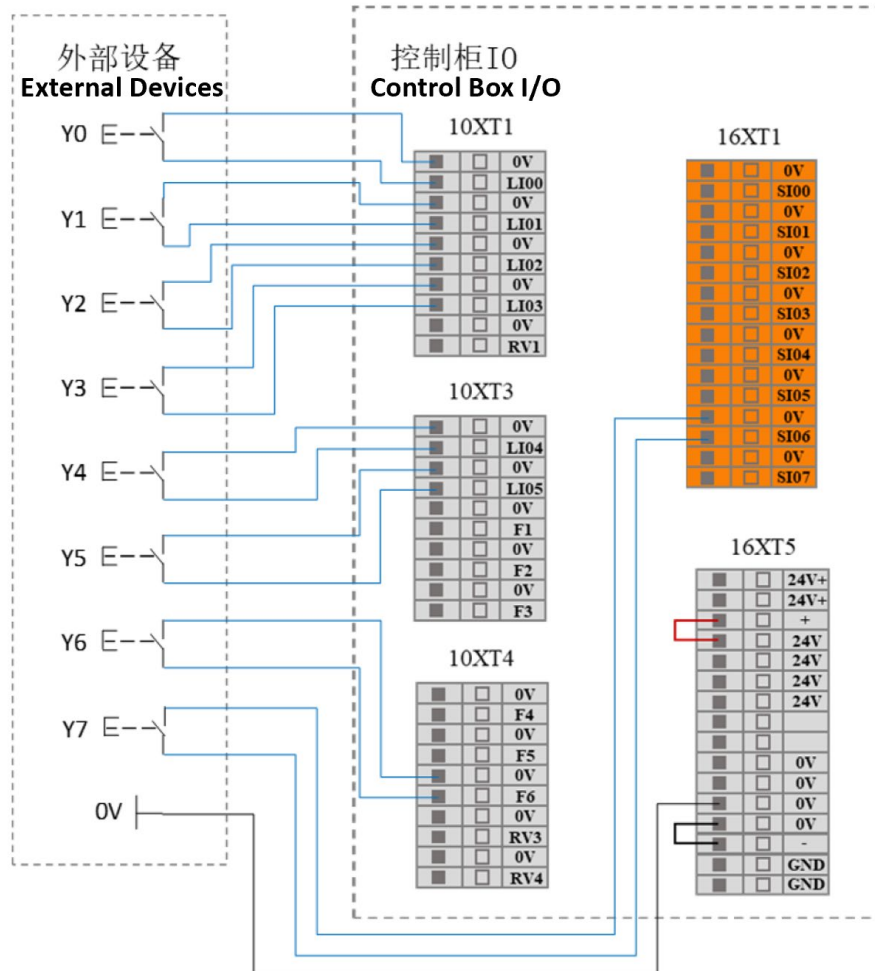 外部设备
External Devices
Y0
Y1
Y2
Y3
Y4
Y5
Y6
Y7
0V
控制柜IO
Control Box I/O
10XT1
0V
LI00
0V
LI01
0V
LI02
0V
LI03
0V
RV1
10XT3
0V
LI04
0V
LI05
0V
F1
0V
F2
0V
F3
10XT4
0V
F4
0V
F5
0V
F6
0V
RV3
0V
RV4
16XT1
0V
SI00
0V
SI01
0V
SI02
0V
SI03
0V
SI04
0V
SI05
0V
SI06
0V
SI07
16XT5
24V+
24V+
+
24V
24V
24V
24V
0V
0V
0V
0V
-
GND
GND